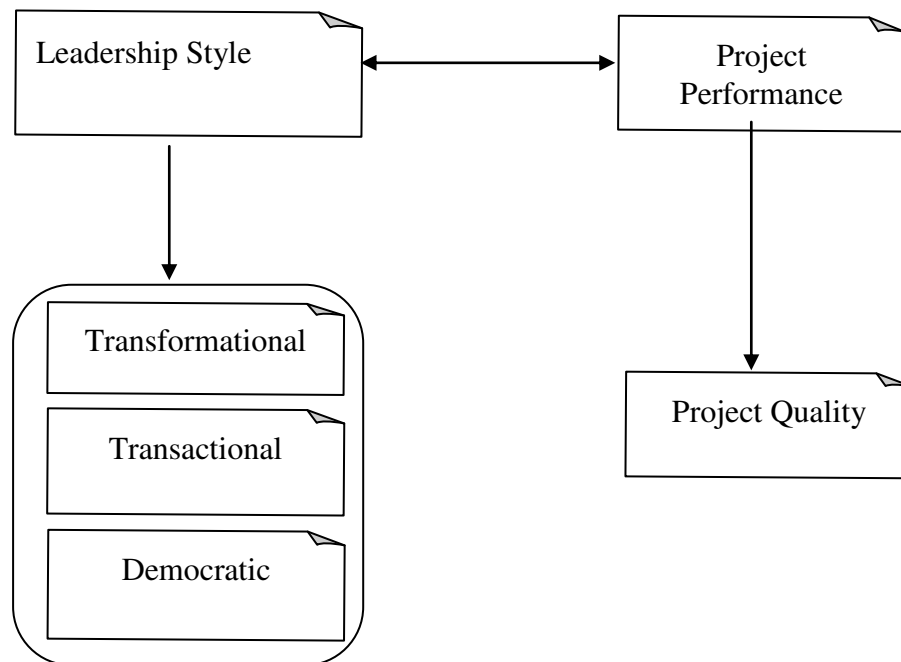 Leadership Style
Project
Performance
Transformational
Transactional
Democratic
Project Quality